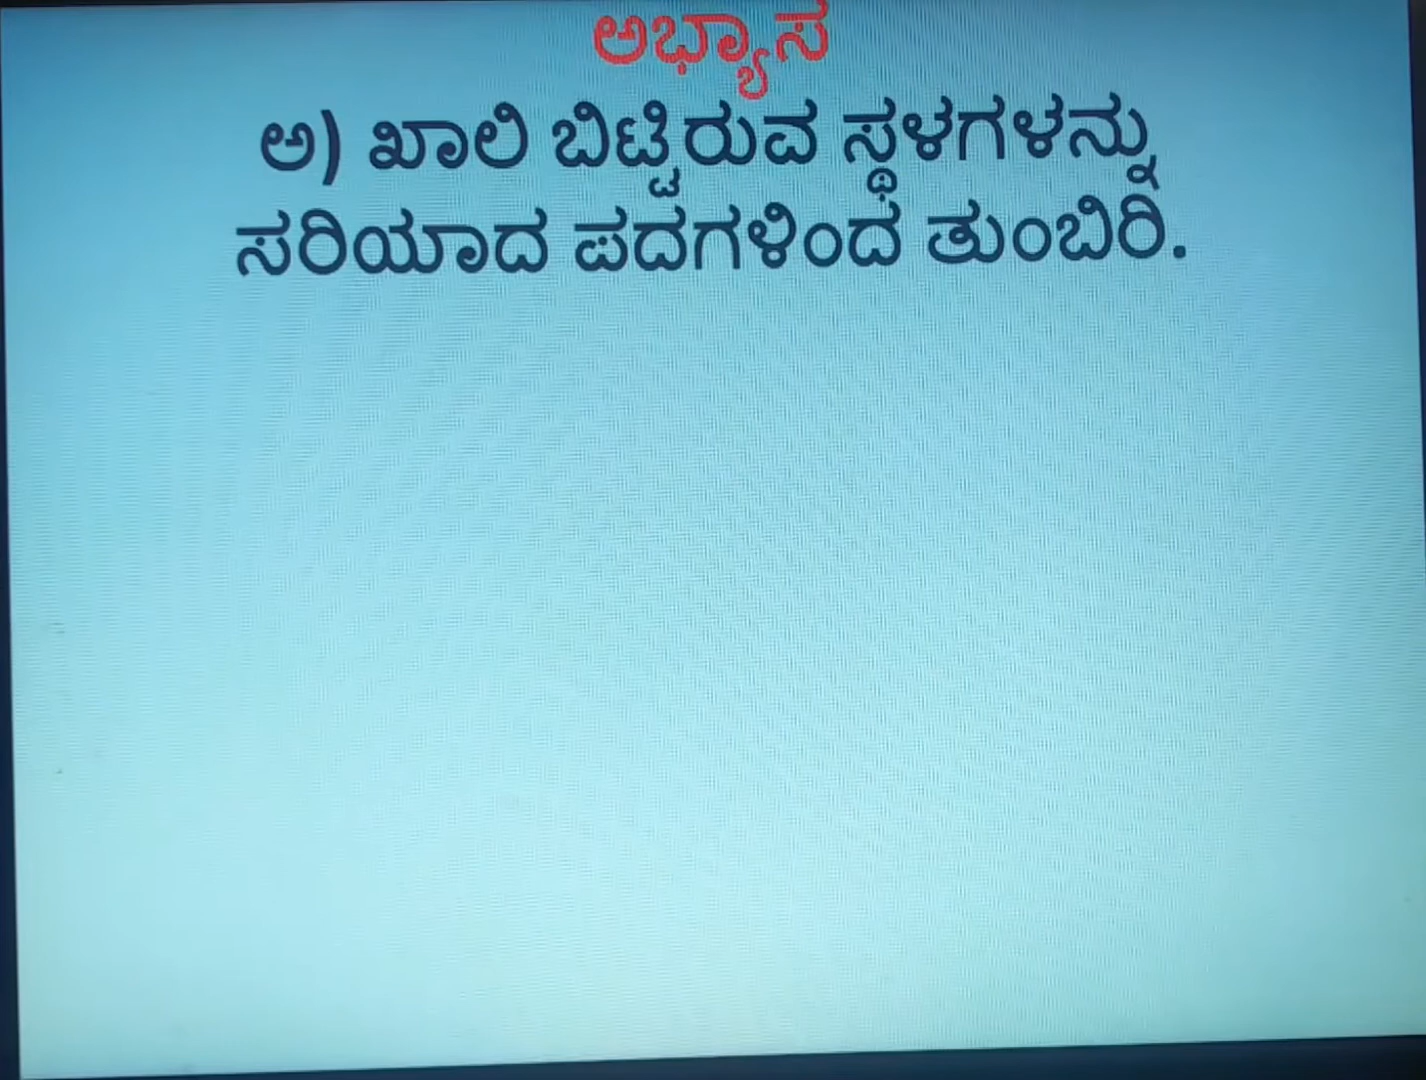 ಅಭ್ಯಾಸ
ಅ) ಖಾಲಿ ಬಿಟ್ಟಿರುವ ಸ್ಥಳಗಳನ್ನು
ಸರಿಯಾದ ಪದಗಳಿಂದ ತುಂಬಿರಿ.